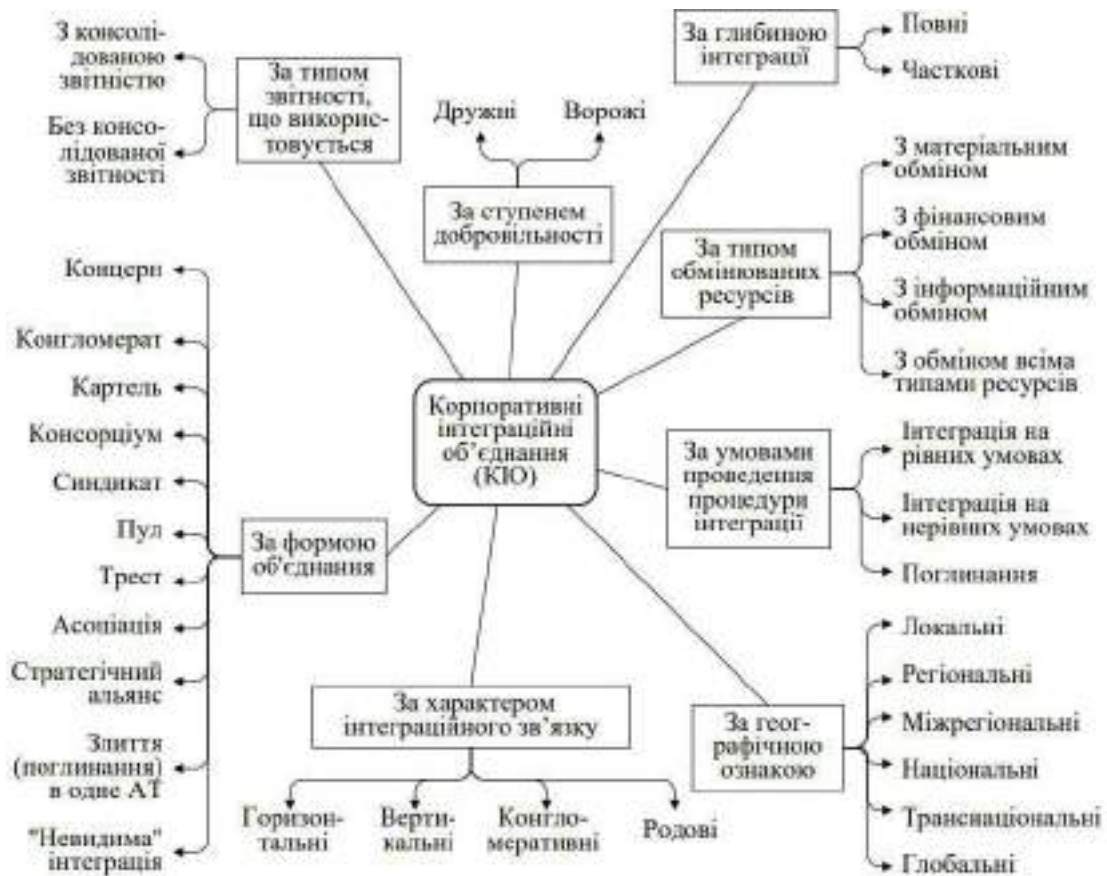 З консолі-
дованою
звітністю
Без консо-
лідованої
звітності
За типом
звітності,
що викорис-
товується
Дружні
Ворожі
За ступенем
добровільності
За глибиною
інтеграції
Повні
Часткові
За типом
обмінюваних
ресурсів
З матеріальним
обміном
З фінансовим
обміном
З інформаційним
обміном
З обміном всіма
типами ресурсів
Корпоративні
інтеграційні
об’єднання
(КІО)
За умовами
проведення
процедури
інтеграції
Інтеграція на
рівних умовах
Інтеграція на
нерівних умовах
Поглинання
Концерн
Конгломерат
Картель
Консорціум
Синдикат
Пул
Трест
Асоціація
Стратегічний
альянс
Злиття
(поглинання)
в одне АТ
"Невидима"
інтеграція
За формою
об'єднання
За характером
інтеграційного зв’язку
Горизон-
тальні
Верти-
кальні
Конгло-
меративні
Родові
За геог-
рафічною
ознакою
Локальні
Регіональні
Міжрегіональні
Національні
Транснаціональні
Глобальні